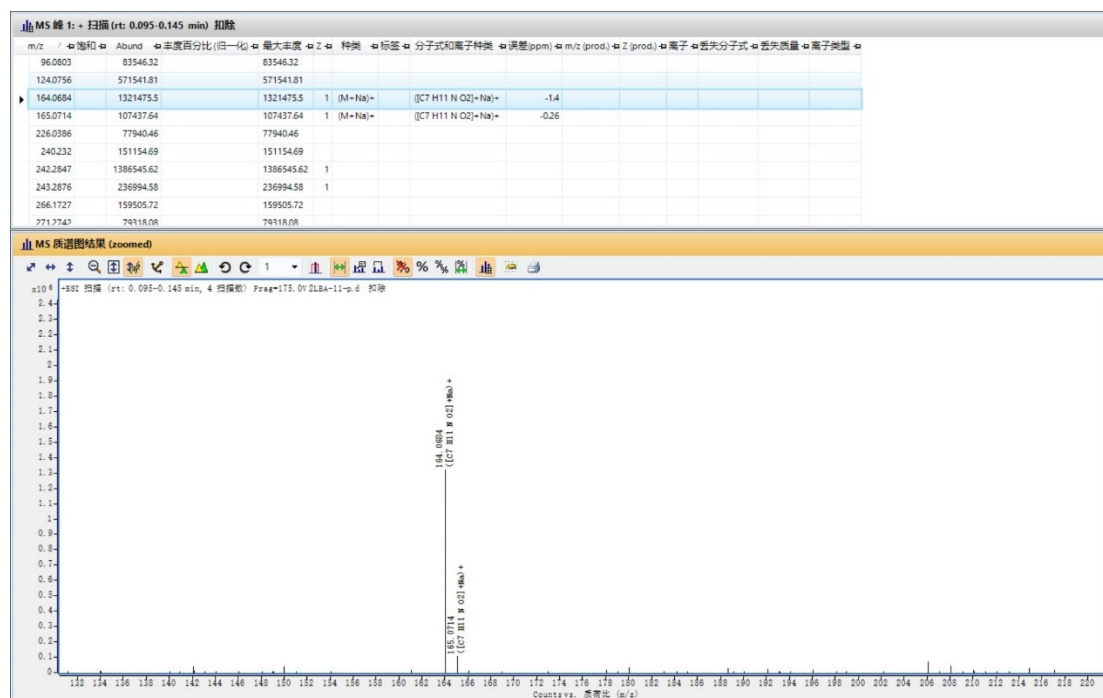 MS 峰 1: + 扫描 (rt: 0.095-0.145 min) 扣除
m/z 饱和 Abund 丰度百分比(归一化) 最大丰度 Z 种类 标签 分子式和离子种类 误差(ppm) m/z (prod.) Z (prod.) 离子 丢失分子式 丢失质量 离子类型
96.0803 83546.32 83546.32
124.0756 571541.81 571541.81
164.0684 1321475.5 1321475.5 1 (M+Na)+ ([C7 H11 N O2]+Na)+ -1.4
165.0714 107437.64 107437.64 1 (M+Na)+ ([C7 H11 N O2]+Na)+ -0.26
226.0386 77940.46 77940.46
240.232 151154.69 151154.69
242.2847 1386545.62 1386545.62 1
243.2876 236994.58 236994.58 1
266.1727 159505.72 159505.72
271.2742 79318.08 79318.08
MS 质谱图结果 (zoomed)
1 % %
x10 6 +ESI 扫描 (rt: 0.095-0.145 min, 4 扫描数) Frag=175.0V 2LBA-11-p.d 扣除
2.4
2.3
2.2
2.1
2
1.9
1.8
1.7
1.6
1.5
1.4
1.3
1.2
1.1
1
0.9
0.8
0.7
0.6
0.5
0.4
0.3
0.2
0.1
0
164.0684
([C7 H11 N O2]+Na)+
165.0714
([C7 H11 N O2]+Na)+
132 134 136 138 140 142 144 146 148 150 152 154 156 158 160 162 164 166 168 170 172 174 176 178 180 182 184 186 188 190 192 194 196 198 200 202 204 206 208 210 212 214 216 218 220
Counts vs. 质荷比 (m/z)